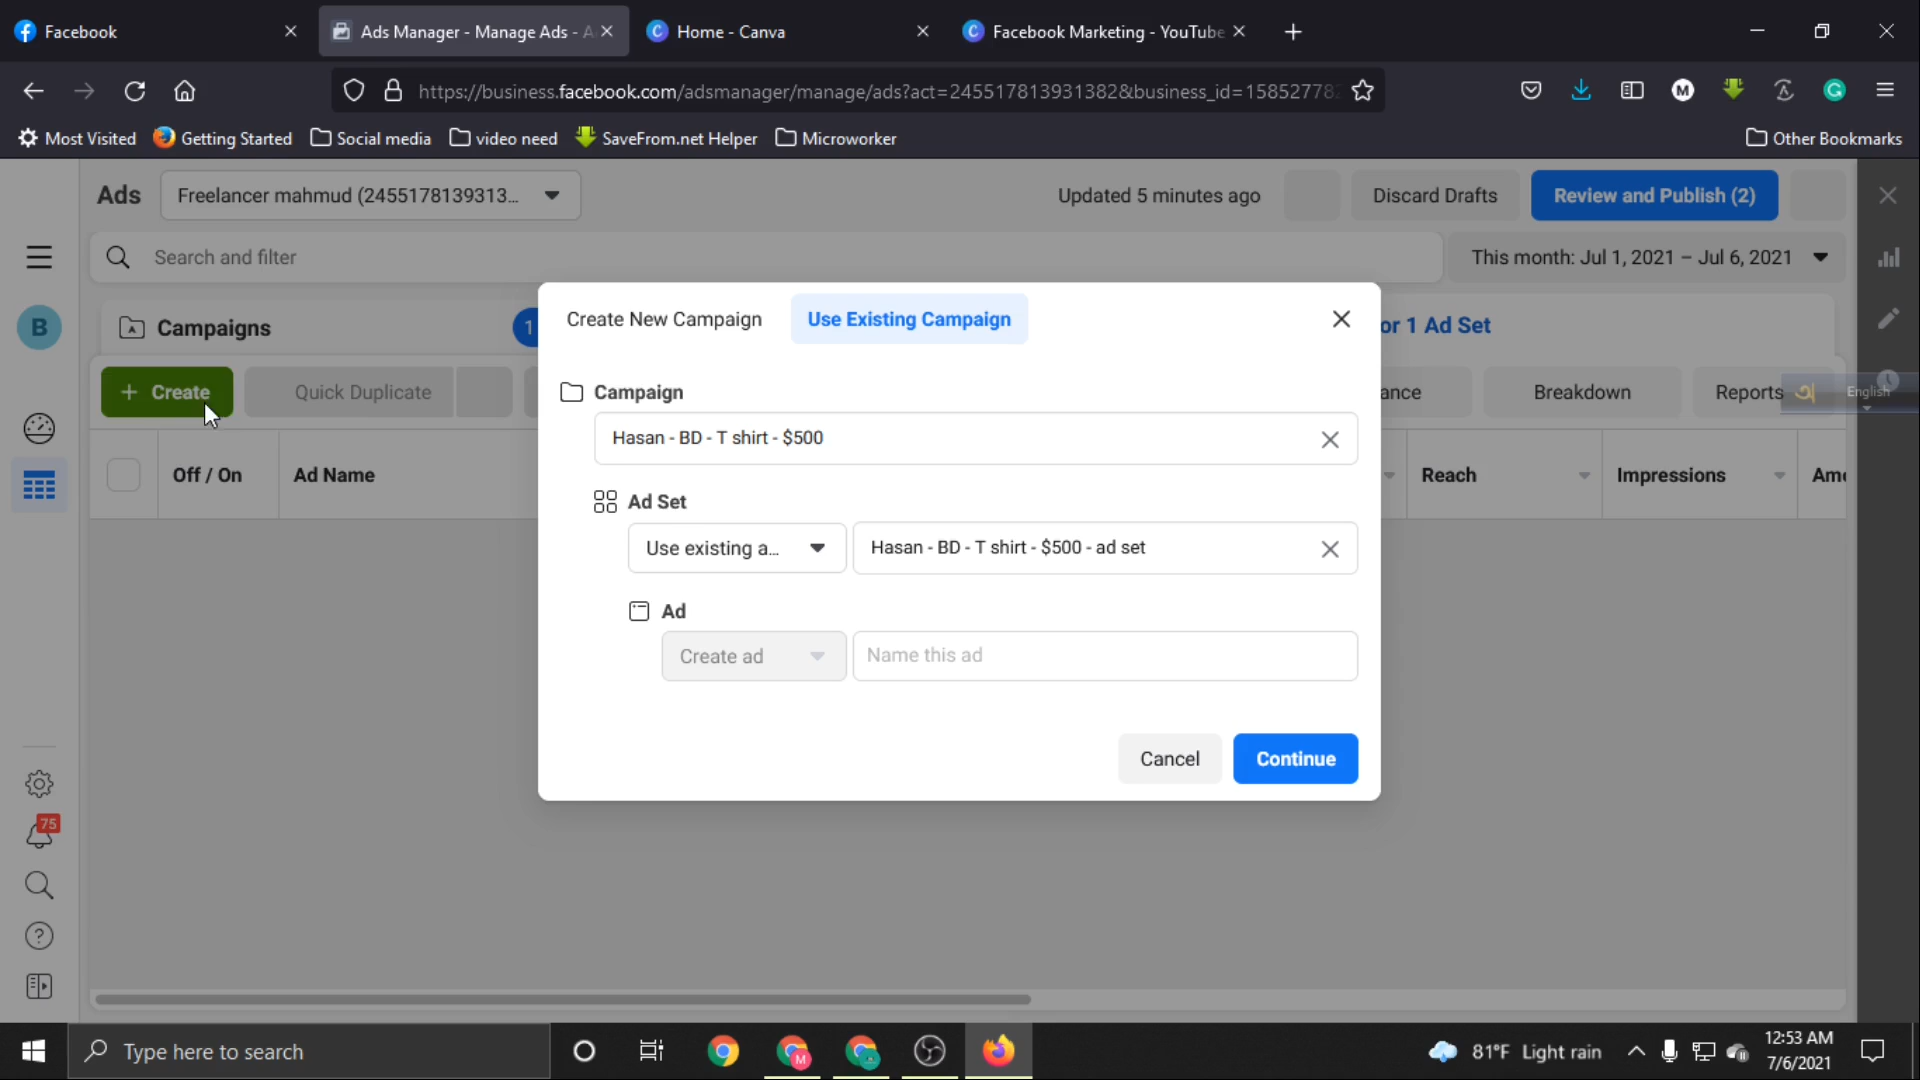 Facebook
Ads Manager - Manage Ads - A
Home - Canva
Facebook Marketing - YouTube
https://business.facebook.com/adsmanager/manage/ads?act=245517813931382&business_id=15852778
M
Most Visited
Getting Started
Social media
video need
SaveFrom.net Helper
Microworker
Other Bookmarks
Ads
Freelancer mahmud (2455178139313...
Updated 5 minutes ago
Discard Drafts
Review and Publish (2)
Search and filter
This month: Jul 1, 2021 – Jul 6, 2021
B
Campaigns
1
or 1 Ad Set
Create New Campaign
Use Existing Campaign
+ Create
Quick Duplicate
ance
Breakdown
Reports
অ
English
Off / On
Ad Name
Reach
Impressions
Campaign
Hasan - BD - T shirt - $500
Ad Set
Use existing a...
Hasan - BD - T shirt - $500 - ad set
Ad
Create ad
Name this ad
Cancel
Continue
75
Type here to search
81°F Light rain
12:53 AM
7/6/2021